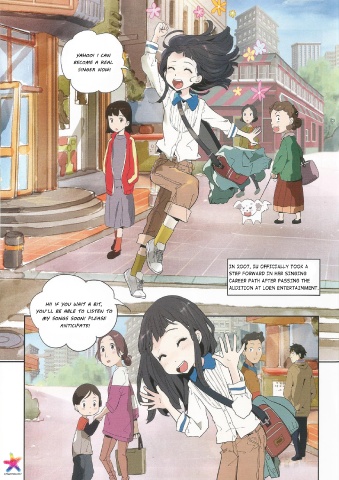 YAHOO! I CAN
BECOME A REAL
SINGER NOW!
IN 2007, IU OFFICIALLY TOOK A
STEP FORWARD IN HER SINGING
CAREER PATH AFTER PASSING THE
AUDITION AT LOEN ENTERTAINMENT.
HI! IF YOU WAIT A BIT,
YOU'LL BE ABLE TO LISTEN TO
MY SONGS SOON! PLEASE
ANTICIPATE!